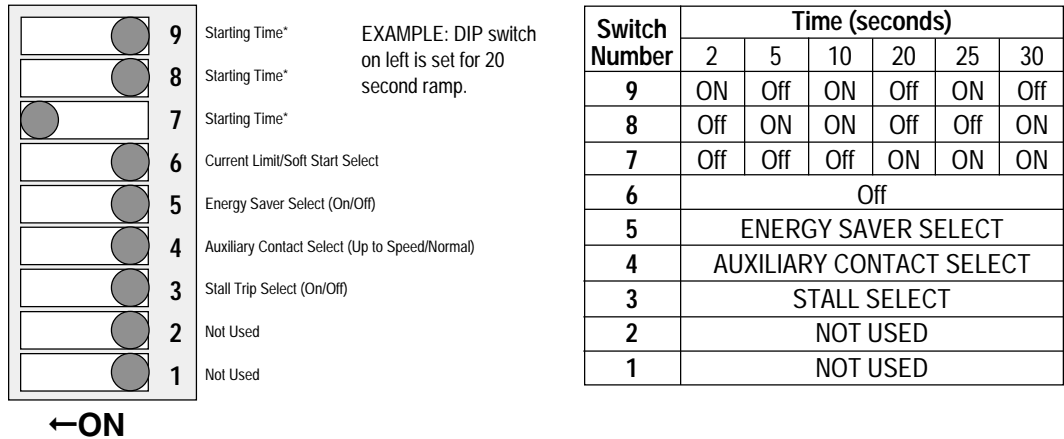 9 Starting Time*
8 Starting Time*
7 Starting Time*
6 Current Limit/Soft Start Select
5 Energy Saver Select (On/Off)
4 Auxiliary Contact Select (Up to Speed/Normal)
3 Stall Trip Select (On/Off)
2 Not Used
1 Not Used
←ON
EXAMPLE: DIP switch
on left is set for 20
second ramp.
Switch Number Time (seconds)
2 5 10 20 25 30
9 ON Off ON Off ON Off
8 Off ON ON Off Off ON
7 Off Off Off ON ON ON
6 Off
5 ENERGY SAVER SELECT
4 AUXILIARY CONTACT SELECT
3 STALL SELECT
2 NOT USED
1 NOT USED